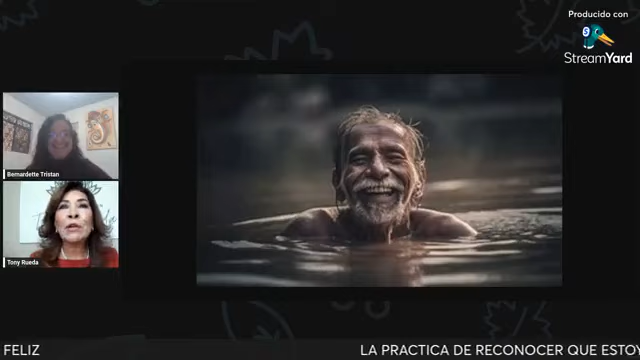 Producido con
StreamYard
Bernardette Tristan
Tony Rueda
FELIZ
LA PRACTICA DE RECONOCER QUE ESTOY